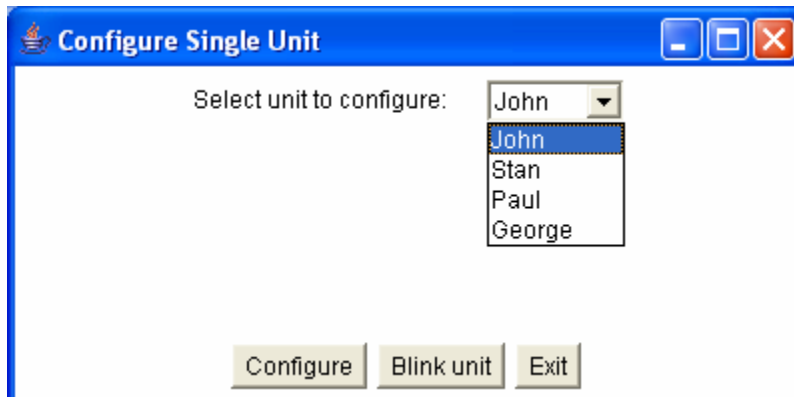 Configure Single Unit
Select unit to configure: John
John
Stan
Paul
George
Configure Blink unit Exit